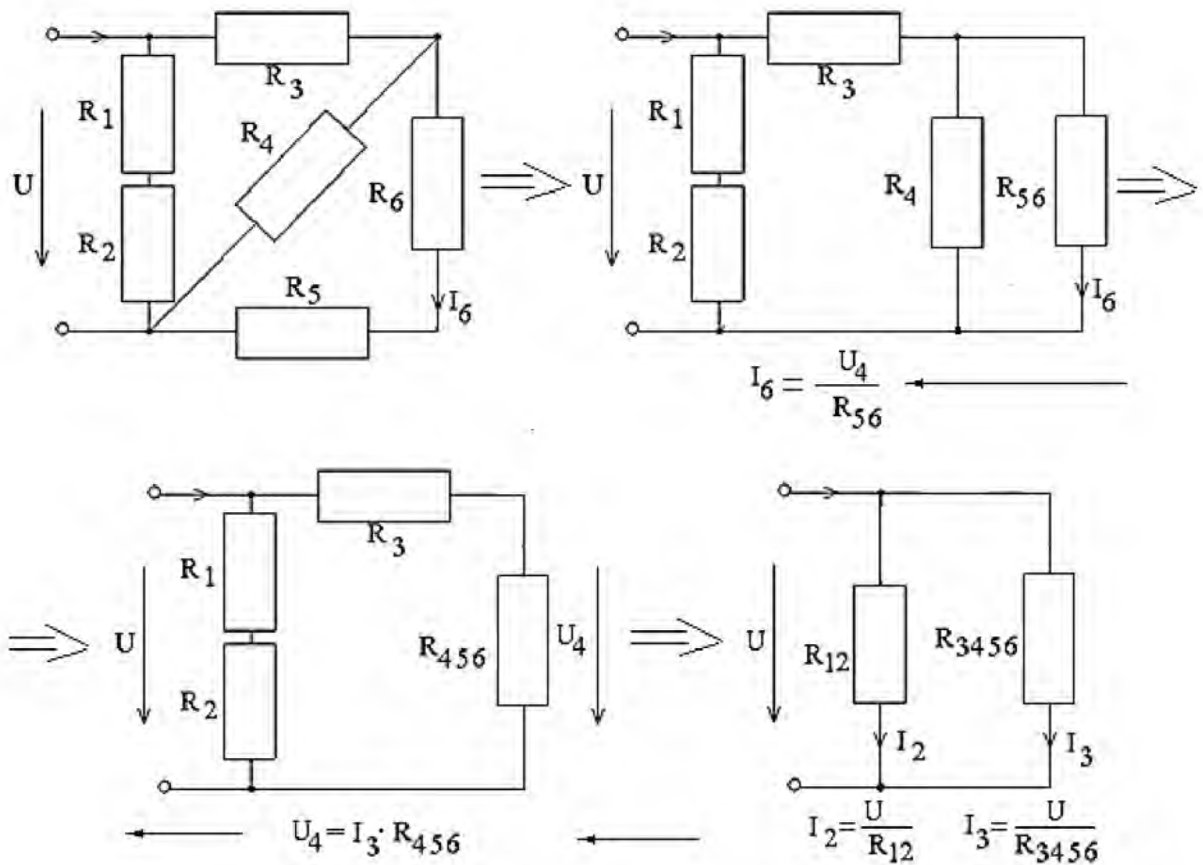 R3
R1
R4
U
R6
R2
R5
I6
R3
R1
U
R4
R56
R2
I6
I6 = U4 / R56
R3
R1
U
R456
U4
R2
U4 = I3 · R456
U
R12
R3456
I2
I3
I2 = U / R12
I3 = U / R3456